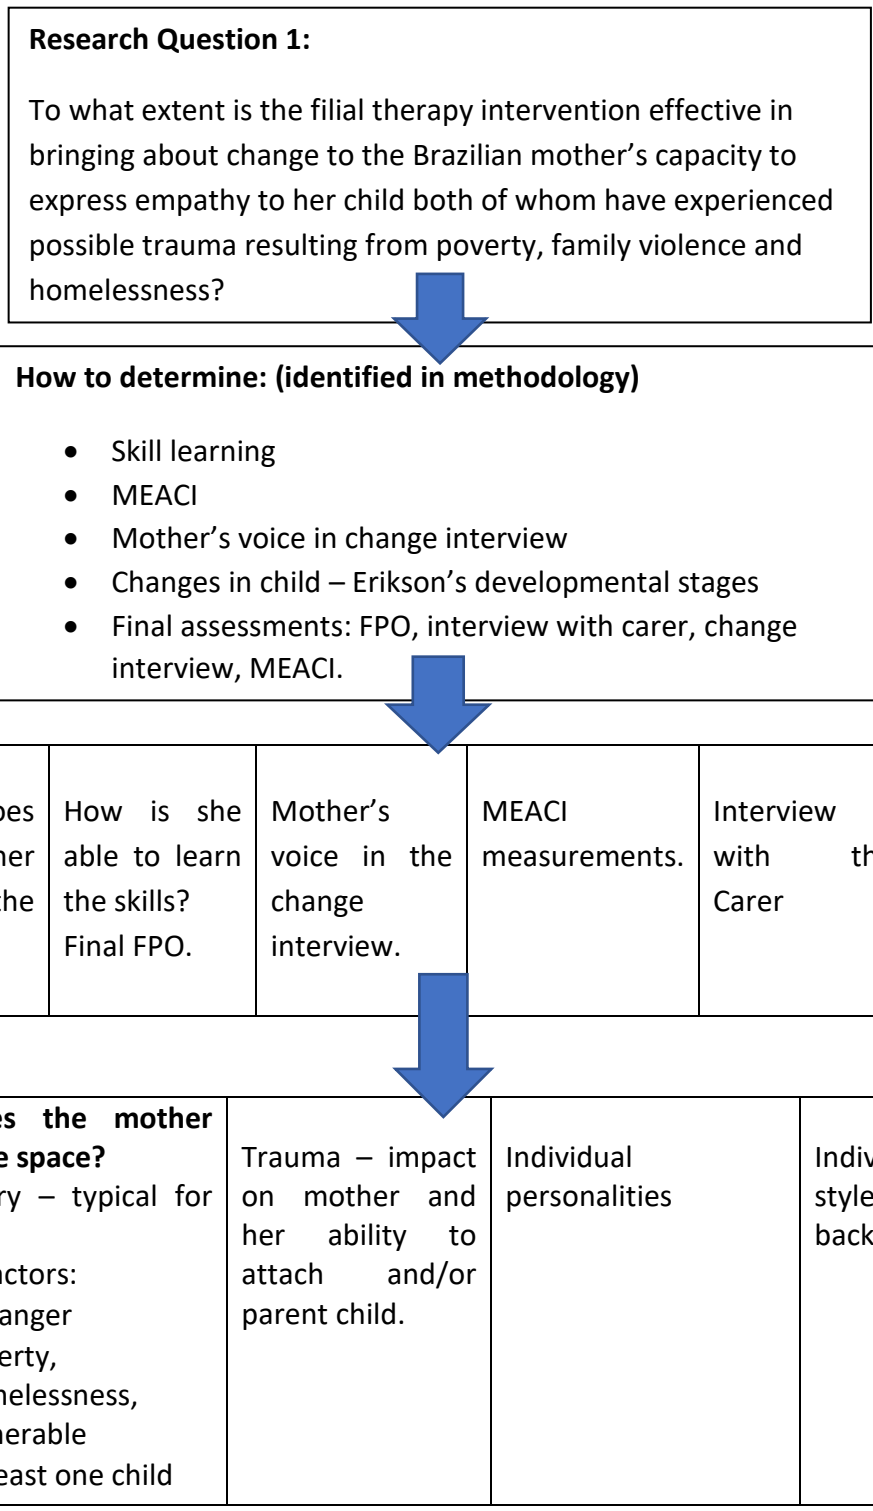 Research Question 1:
To what extent is the filial therapy intervention effective in
bringing about change to the Brazilian mother’s capacity to
express empathy to her child both of whom have experienced
possible trauma resulting from poverty, family violence and
homelessness?
How to determine: (identified in methodology)
• Skill learning
• MEACI
• Mother’s voice in change interview
• Changes in child – Erikson’s developmental stages
• Final assessments: FPO, interview with carer, change
interview, MEACI.
the
How is she
able to learn
the skills?
Final FPO.
Mother’s
voice in the
change
interview.
MEACI
measurements.
Interview
with
Carer
the mother
space?
– typical for
one child
Trauma – impact
on mother and
her ability to
attach and/or
parent child.
Individual
personalities